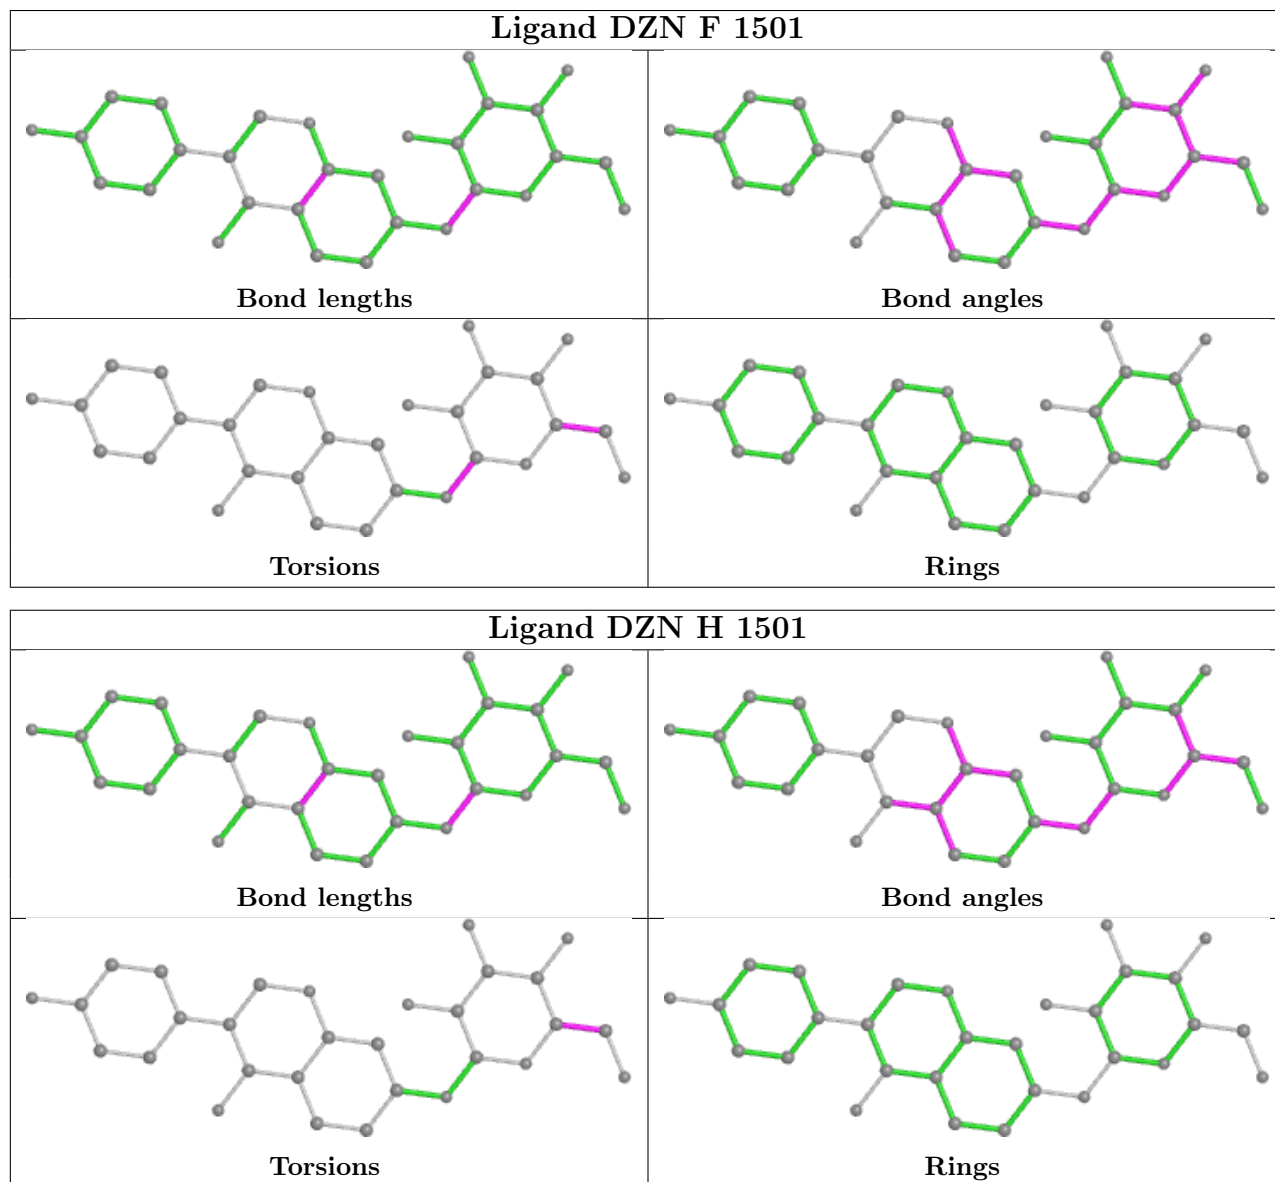 Ligand DZN F 1501
Bond lengths
Bond angles
Torsions
Rings
Ligand DZN H 1501
Bond lengths
Bond angles
Torsions
Rings